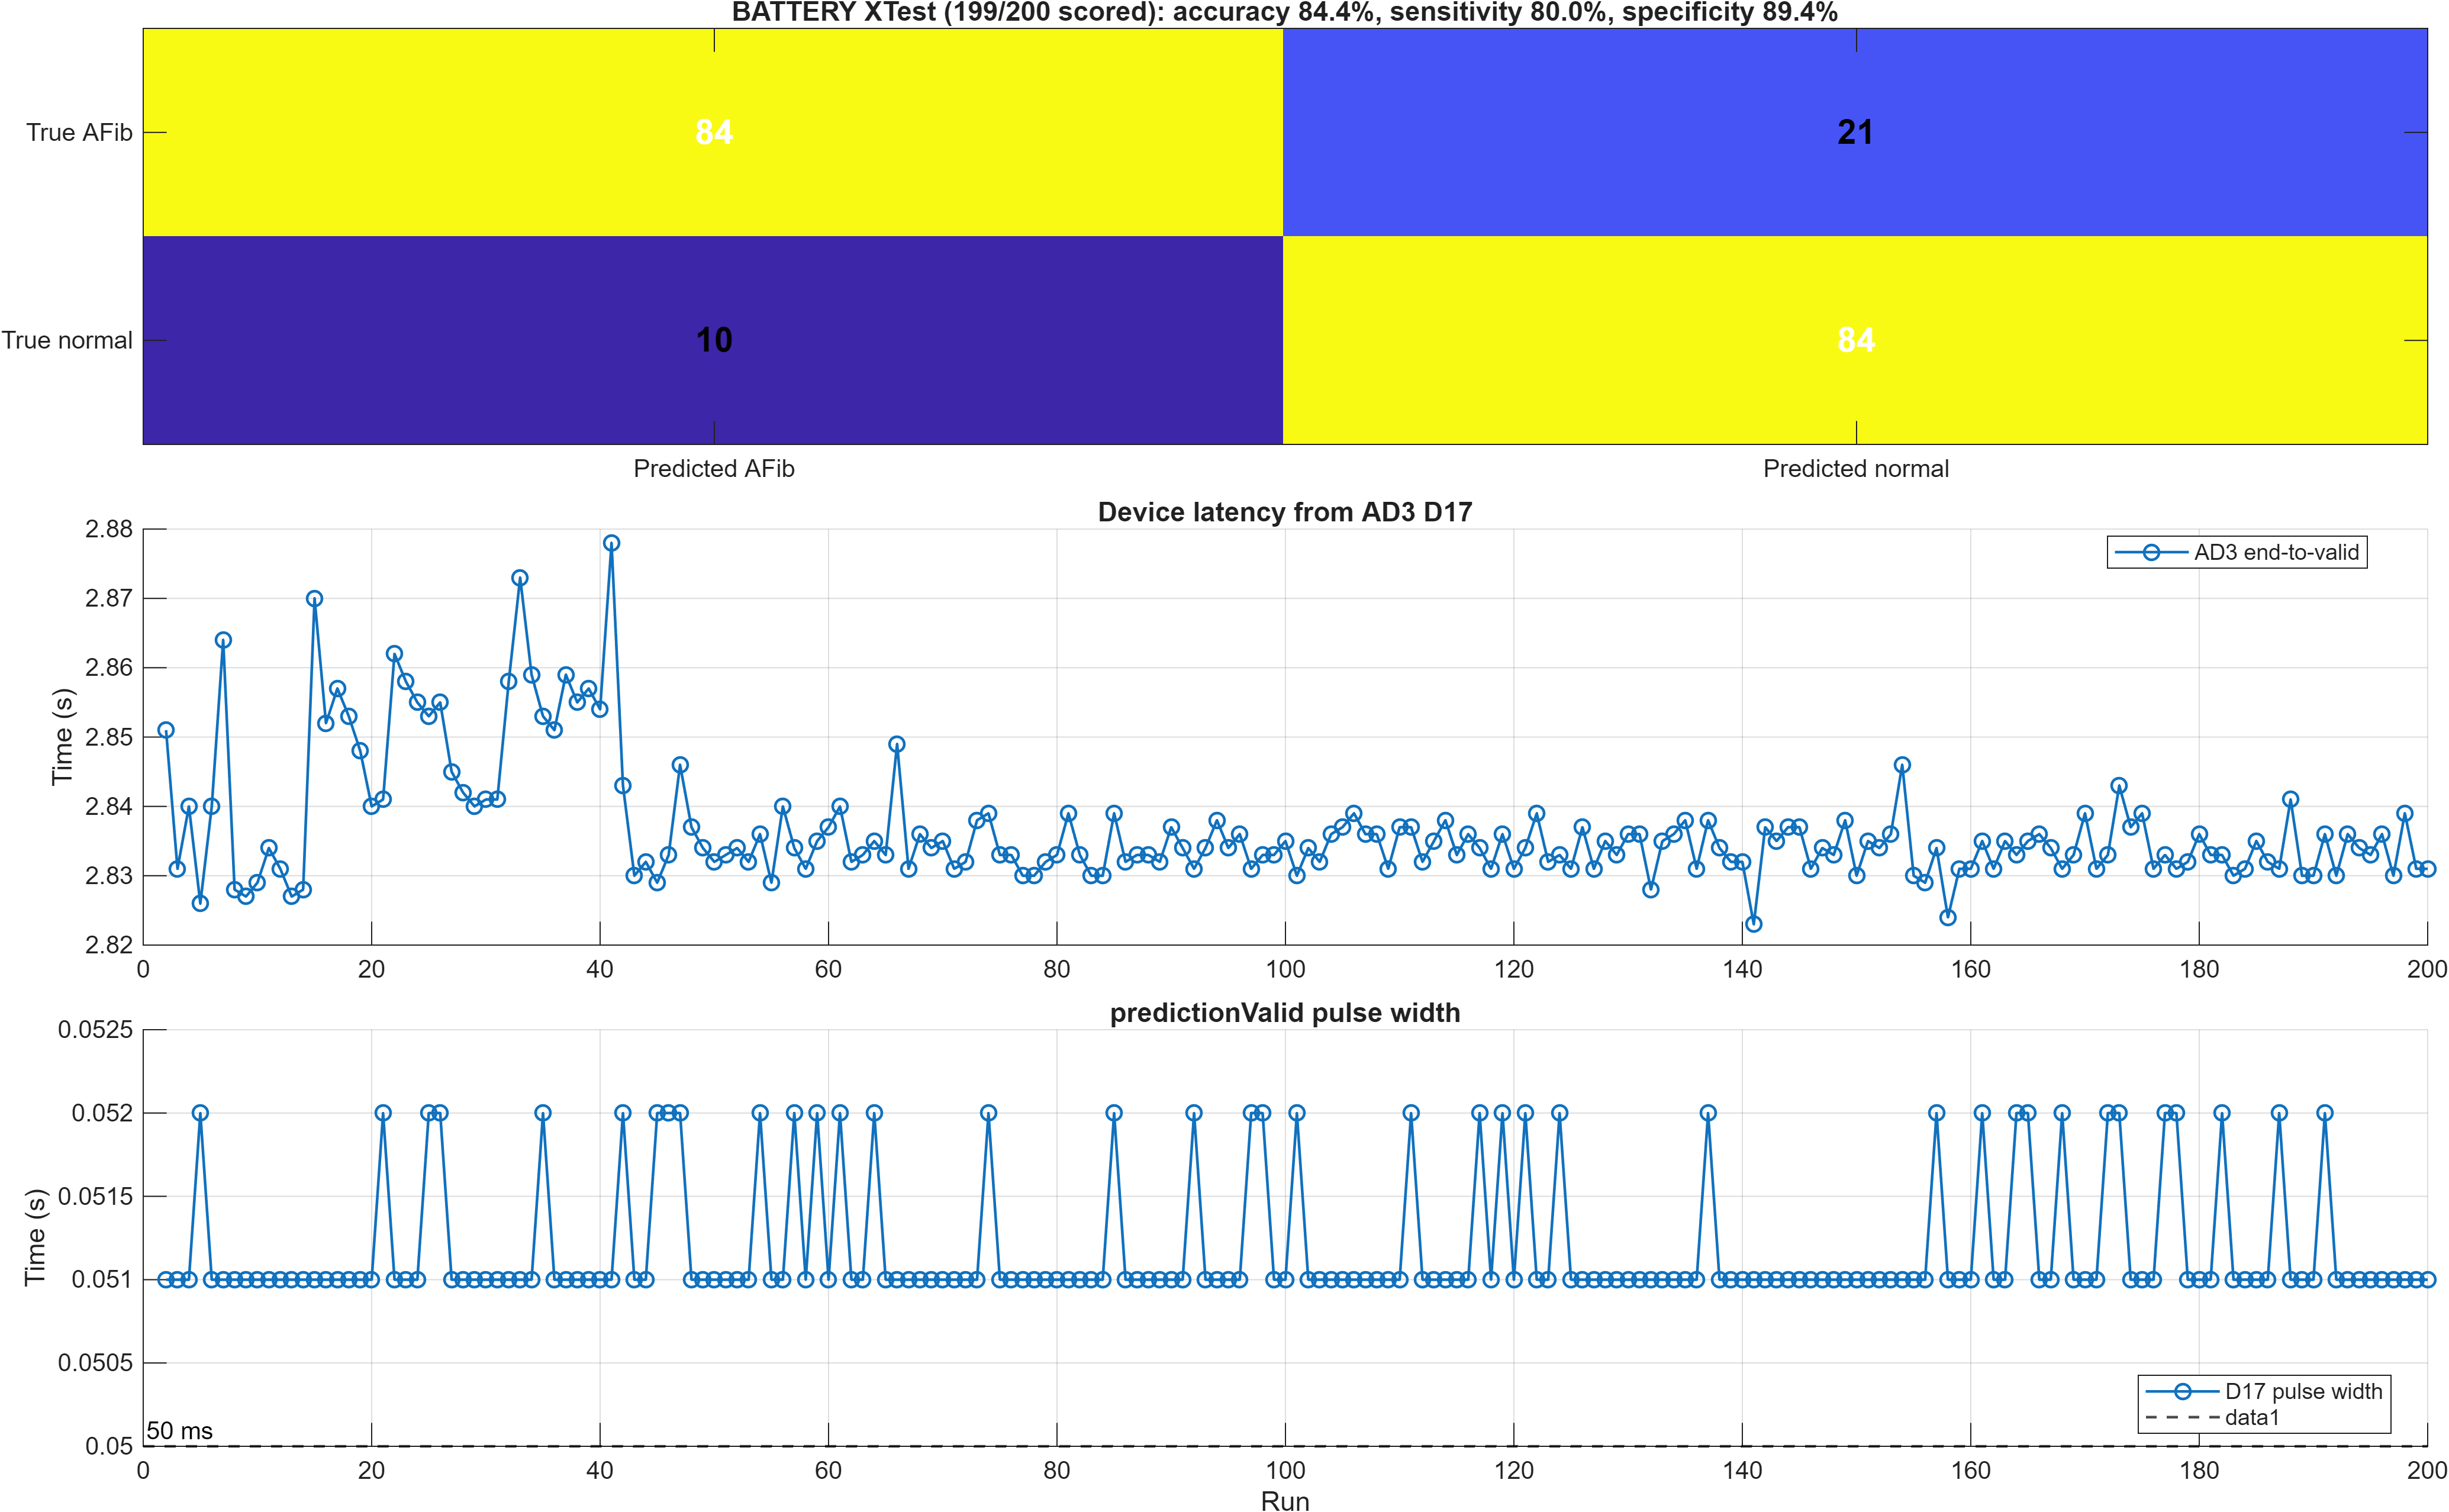 BATTERY XTest (199/200 scored): accuracy 84.4%, sensitivity 80.0%, specificity 89.4%
True AFib
84
21
True normal
10
84
Predicted AFib
Predicted normal
Device latency from AD3 D17
2.88
2.87
2.86
2.85
2.84
2.83
2.82
Time (s)
AD3 end-to-valid
0
20
40
60
80
100
120
140
160
180
200
predictionValid pulse width
0.0525
0.052
0.0515
0.051
0.0505
0.05
Time (s)
50 ms
D17 pulse width
data1
0
20
40
60
80
100
120
140
160
180
200
Run